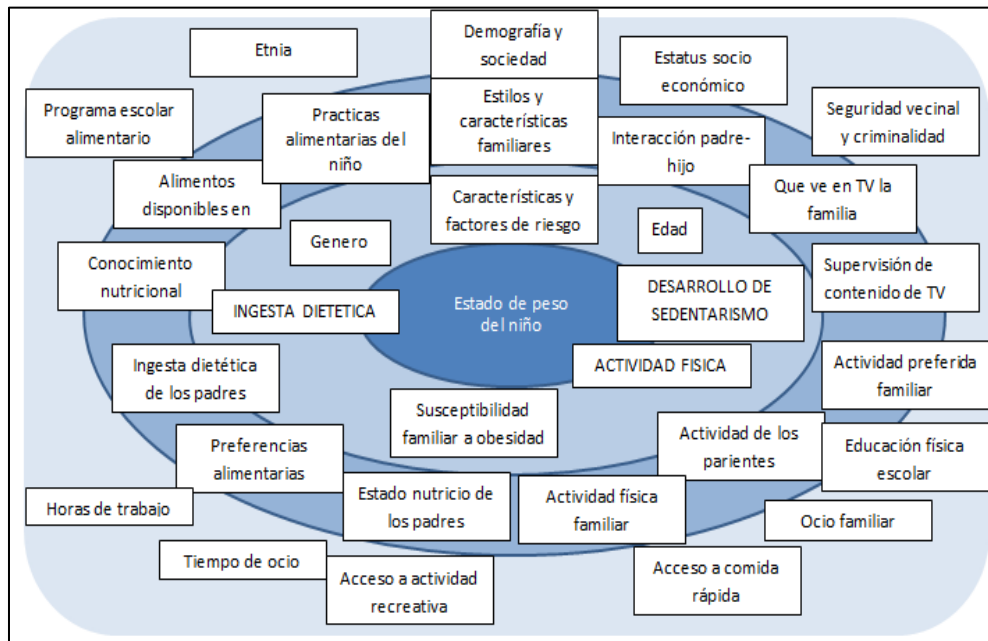 Etnia
Demografía y
sociedad
Estatus socio
económico
Programa escolar
alimentario
Practicas
alimentarias del
niño
Estilos y
características
familiares
Interacción padre-
hijo
Seguridad vecinal
y criminalidad
Alimentos
disponibles en
Características y
factores de riesgo
Que ve en TV la
familia
Genero
Edad
Conocimiento
nutricional
INGESTA DIETETICA
Estado de peso
del niño
DESARROLLO DE
SEDENTARISMO
Supervisión de
contenido de TV
Ingesta dietética
de los padres
ACTIVIDAD FISICA
Actividad preferida
familiar
Susceptibilidad
familiar a obesidad
Preferencias
alimentarias
Actividad de los
parientes
Educación física
escolar
Horas de trabajo
Estado nutricio de
los padres
Actividad física
familiar
Ocio familiar
Tiempo de ocio
Acceso a actividad
recreativa
Acceso a comida
rápida